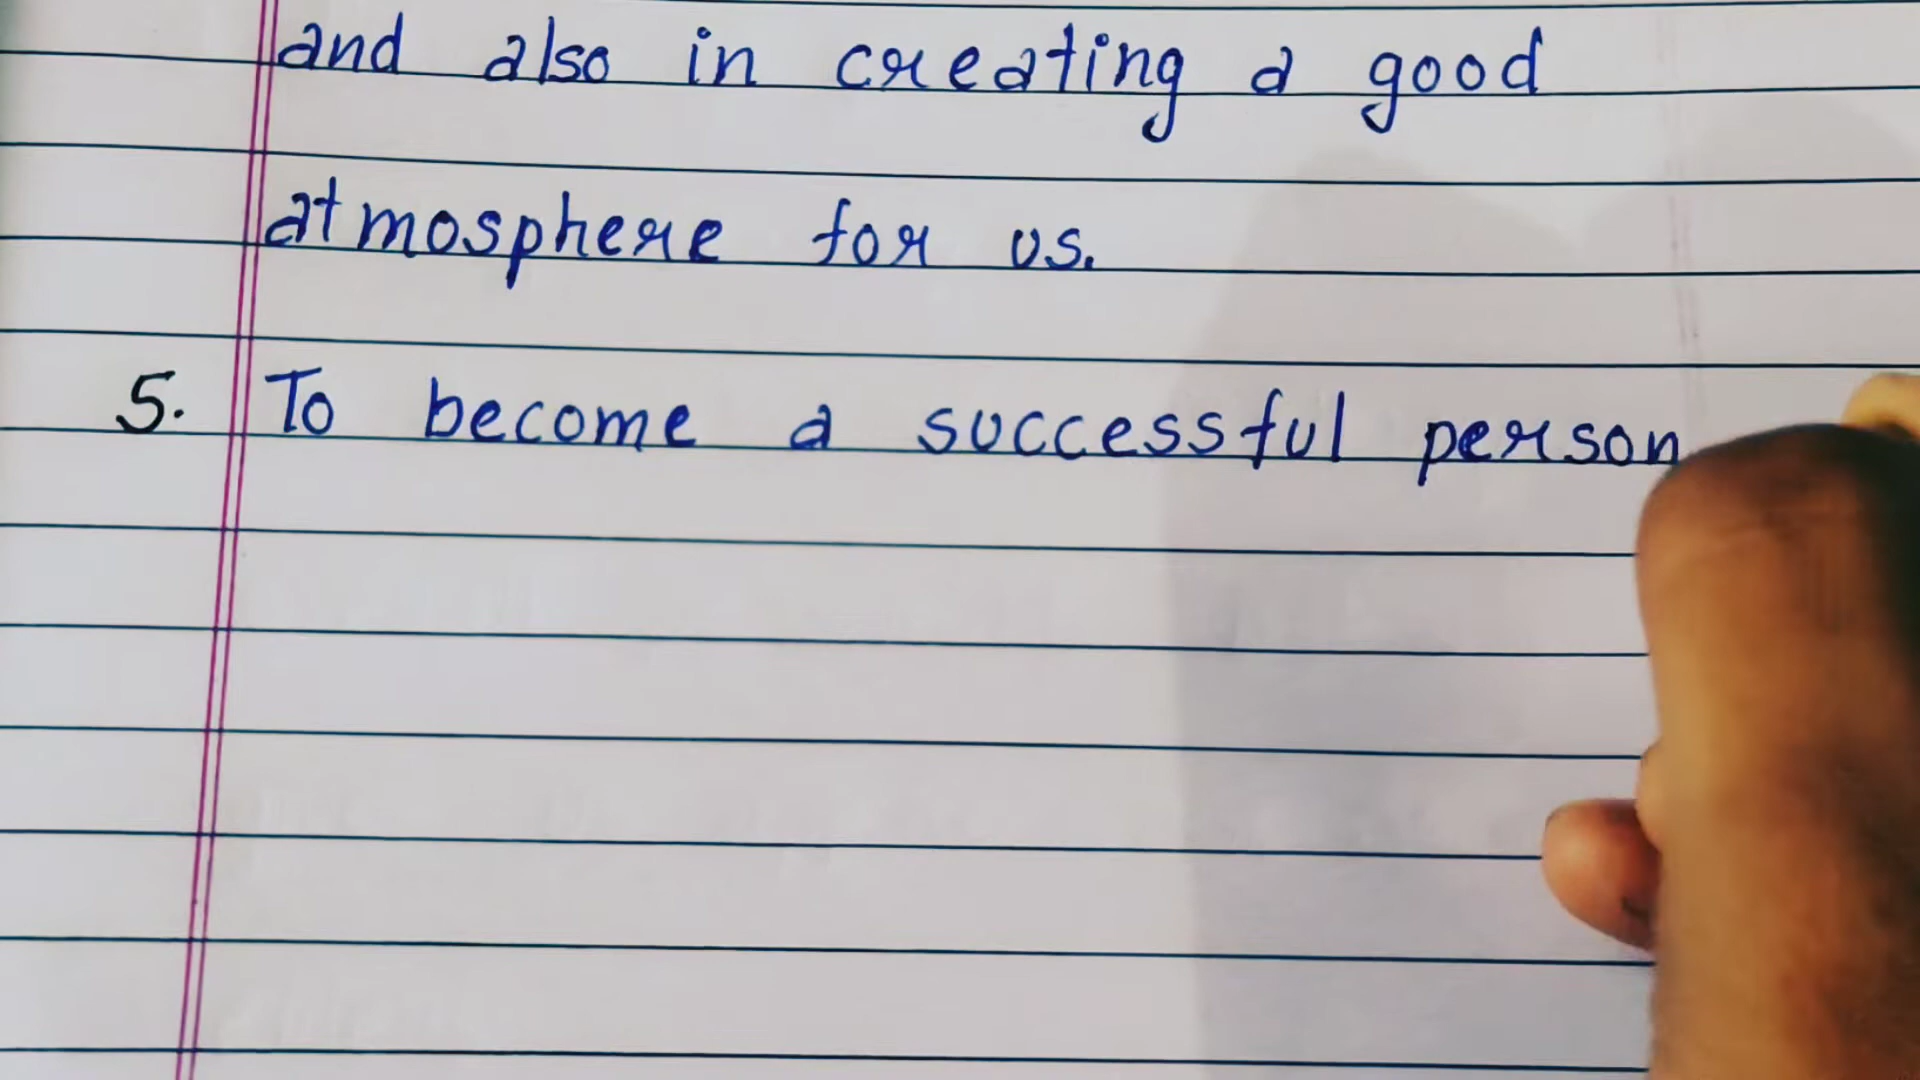 and also in creating a good
atmosphere for us.
5. To become a successful person